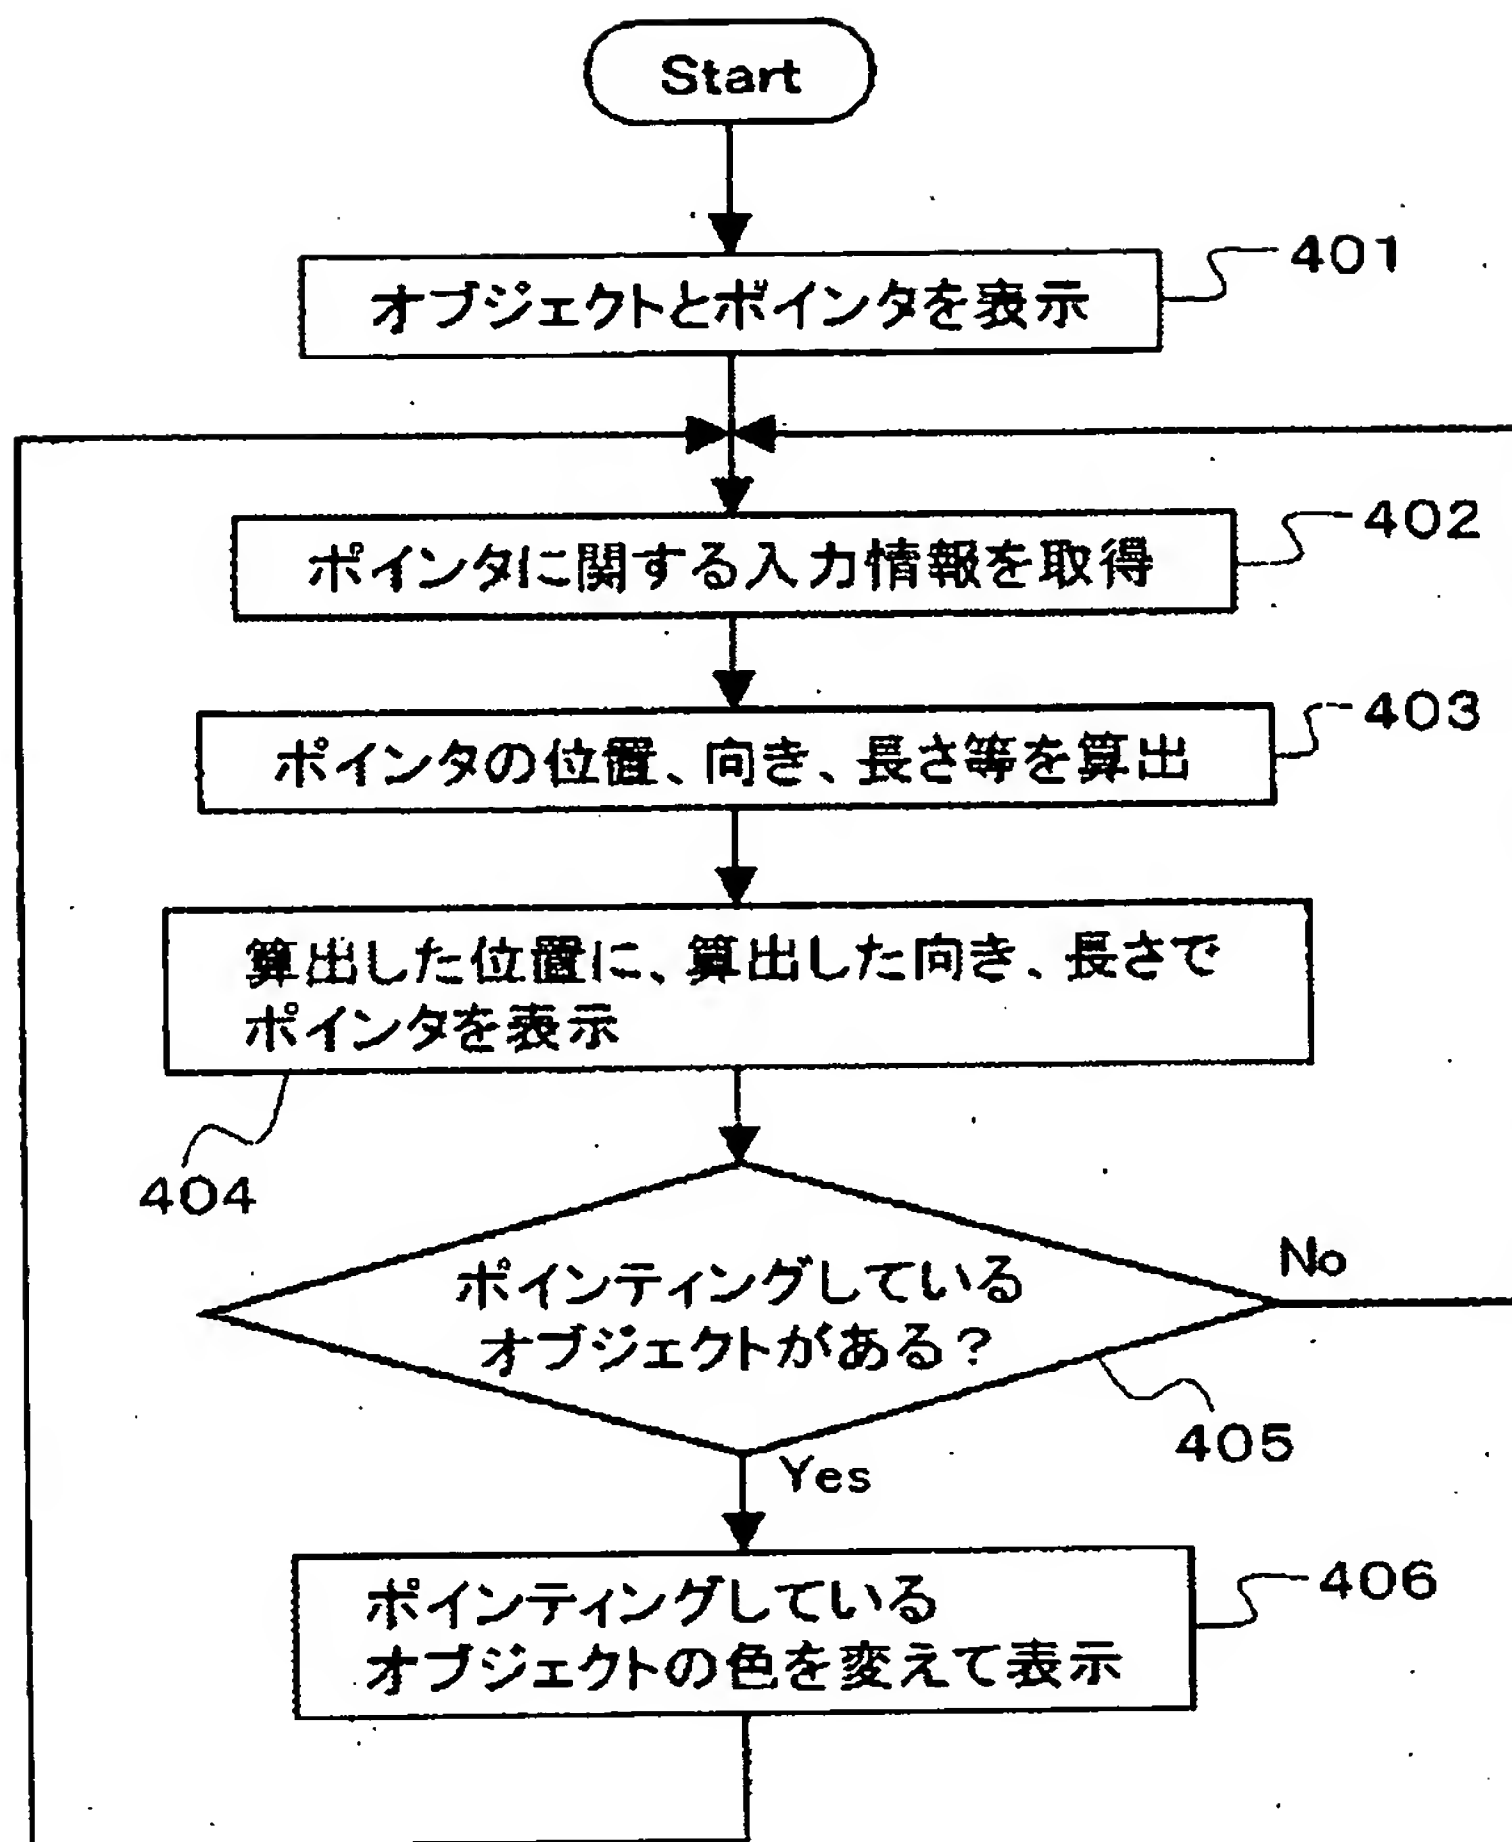 Start
オブジェクトとポインタを表示
401
ポインタに関する入力情報を取得
402
ポインタの位置、向き、長さ等を算出
403
算出した位置に、算出した向き、長さで
ポインタを表示
404
ポインティングしている
オブジェクトがある？
No
405
Yes
ポインティングしている
オブジェクトの色を変えて表示
406